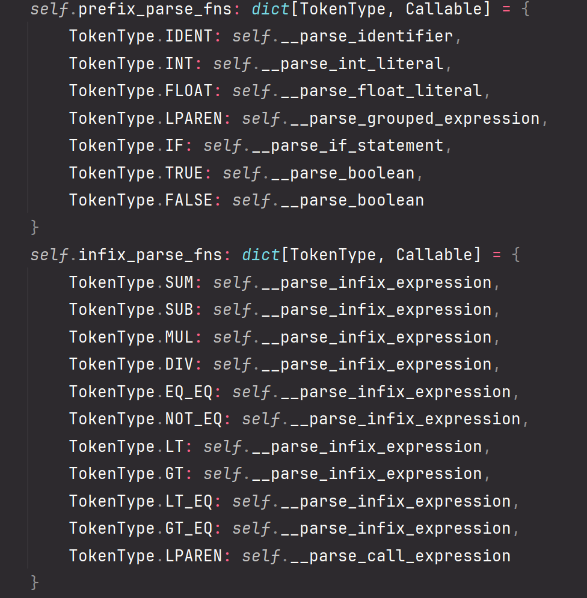 self.prefix_parse_fns: dict[TokenType, Callable] = {
    TokenType.IDENT: self.__parse_identifier,
    TokenType.INT: self.__parse_int_literal,
    TokenType.FLOAT: self.__parse_float_literal,
    TokenType.LPAREN: self.__parse_grouped_expression,
    TokenType.IF: self.__parse_if_statement,
    TokenType.TRUE: self.__parse_boolean,
    TokenType.FALSE: self.__parse_boolean
}
self.infix_parse_fns: dict[TokenType, Callable] = {
    TokenType.SUM: self.__parse_infix_expression,
    TokenType.SUB: self.__parse_infix_expression,
    TokenType.MUL: self.__parse_infix_expression,
    TokenType.DIV: self.__parse_infix_expression,
    TokenType.EQ_EQ: self.__parse_infix_expression,
    TokenType.NOT_EQ: self.__parse_infix_expression,
    TokenType.LT: self.__parse_infix_expression,
    TokenType.GT: self.__parse_infix_expression,
    TokenType.LT_EQ: self.__parse_infix_expression,
    TokenType.GT_EQ: self.__parse_infix_expression,
    TokenType.LPAREN: self.__parse_call_expression
}